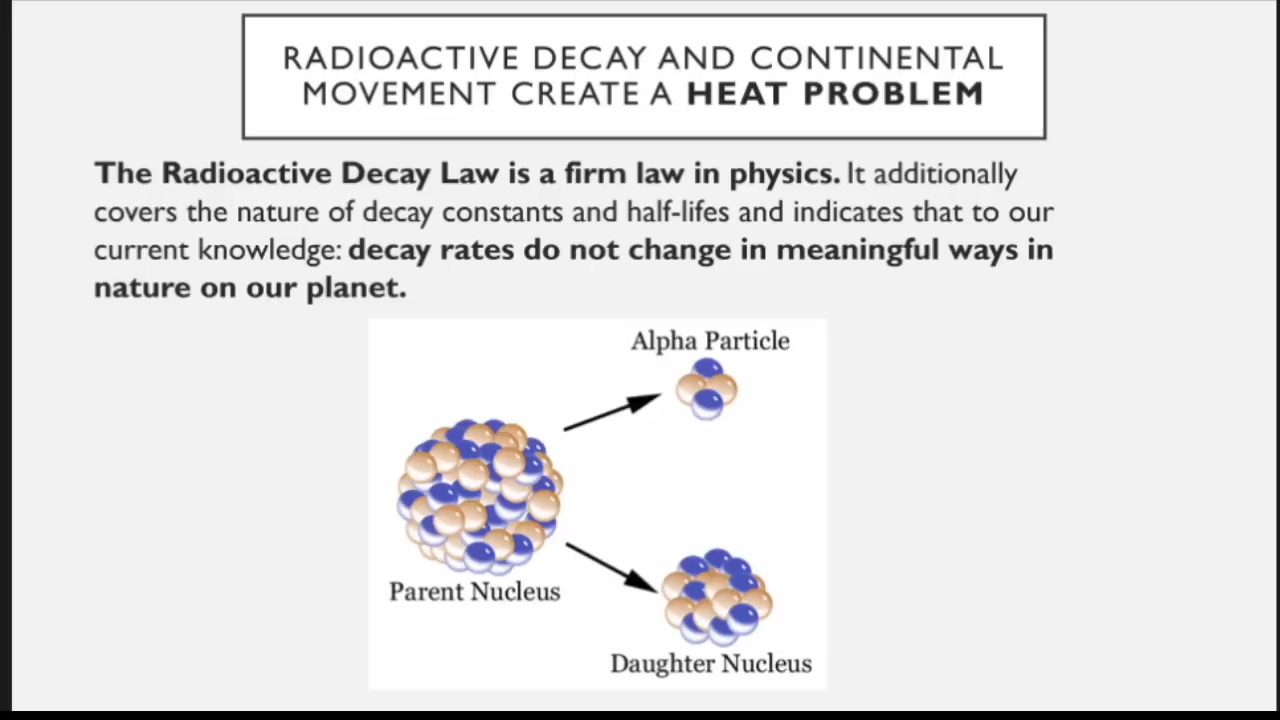 RADIOACTIVE DECAY AND CONTINENTAL
MOVEMENT CREATE A HEAT PROBLEM
The Radioactive Decay Law is a firm law in physics. It additionally
covers the nature of decay constants and half-lifes and indicates that to our
current knowledge: decay rates do not change in meaningful ways in
nature on our planet.
Alpha Particle
Parent Nucleus
Daughter Nucleus